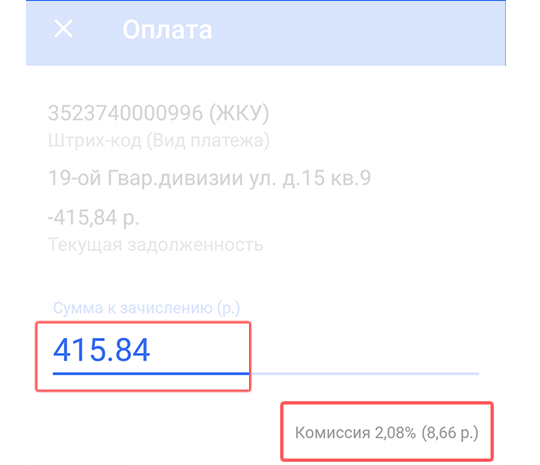 Оплата
3523740000996 (ЖКУ)
Штрих-код (Вид платежа)
19-ой Гвар.дивизии ул. д.15 кв.9
-415,84 р.
Текущая задолженность
Сумма к зачислению (р.)
415.84
Комиссия 2,08% (8,66 р.)